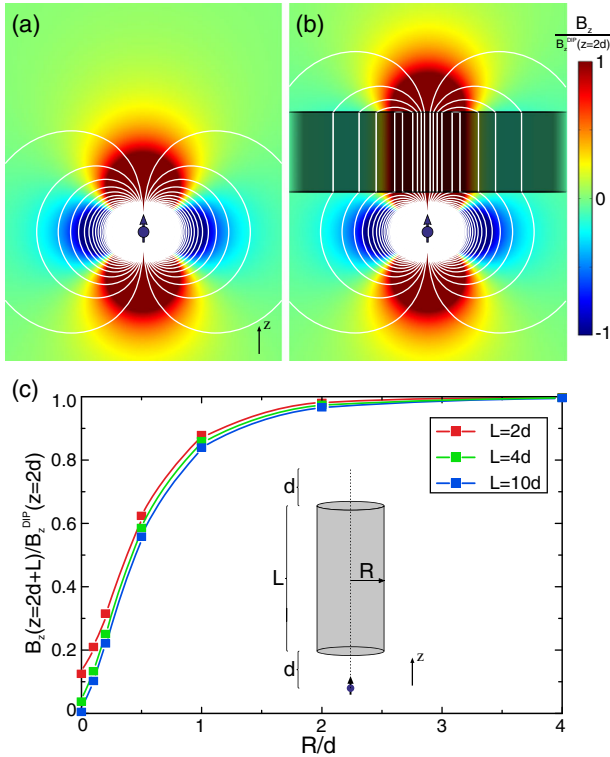 (a)
(b)
z
B_z
B_z^DIP(z=2d)
1
-1
(c)
B_z(z=2d+L)/B_z^DIP(z=2d)
1.0
0.8
0.6
0.4
0.2
0
L=2d
L=4d
L=10d
d
L
R
d
z
0 1 2 3 4
R/d